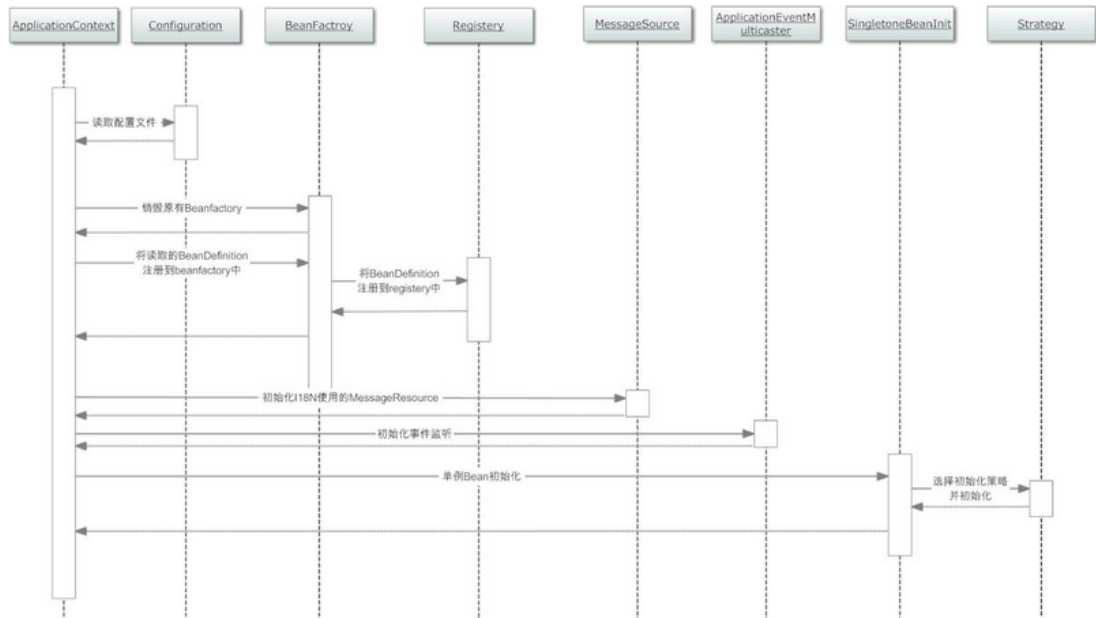 ApplicationContext
Configuration
BeanFactroy
Registery
MessageSource
ApplicationEventM
ulticaster
SingletoneBeanInit
Strategy
读取配置文件
销毁原有Beanfactory
将读取的BeanDefinition
注册到beanfactory中
将BeanDefinition
注册到registery中
初始化I18N使用的MessageResource
初始化事件监听
单例Bean初始化
选择初始化策略
并初始化